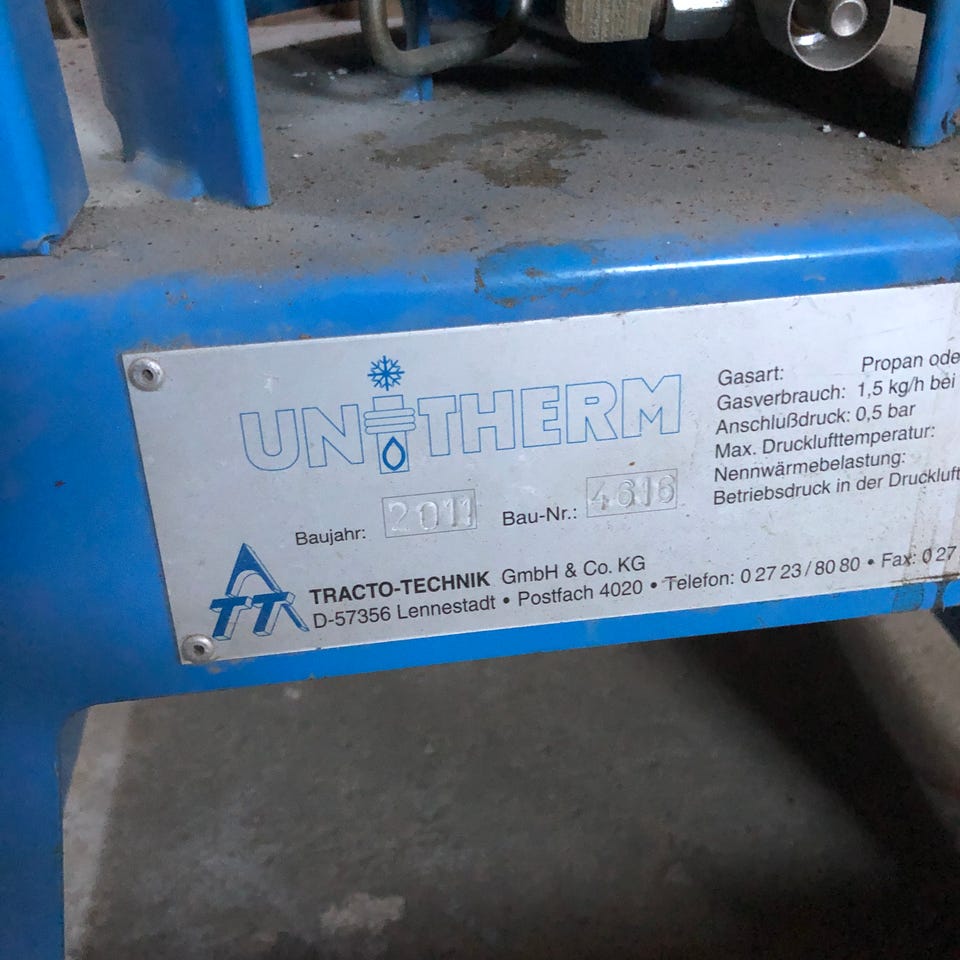 UNITHERM
Baujahr: 2011 Bau-Nr.: 4616
TT TRACTO-TECHNIK GmbH & Co. KG
D-57356 Lennestadt • Postfach 4020 • Telefon: 0 27 23 / 80 80 • Fax: 0 27
Gasart: Propan ode
Gasverbrauch: 1,5 kg/h bei
Anschlußdruck: 0,5 bar
Max. Drucklufttemperatur:
Nennwärmebelastung:
Betriebsdruck in der Druckluft